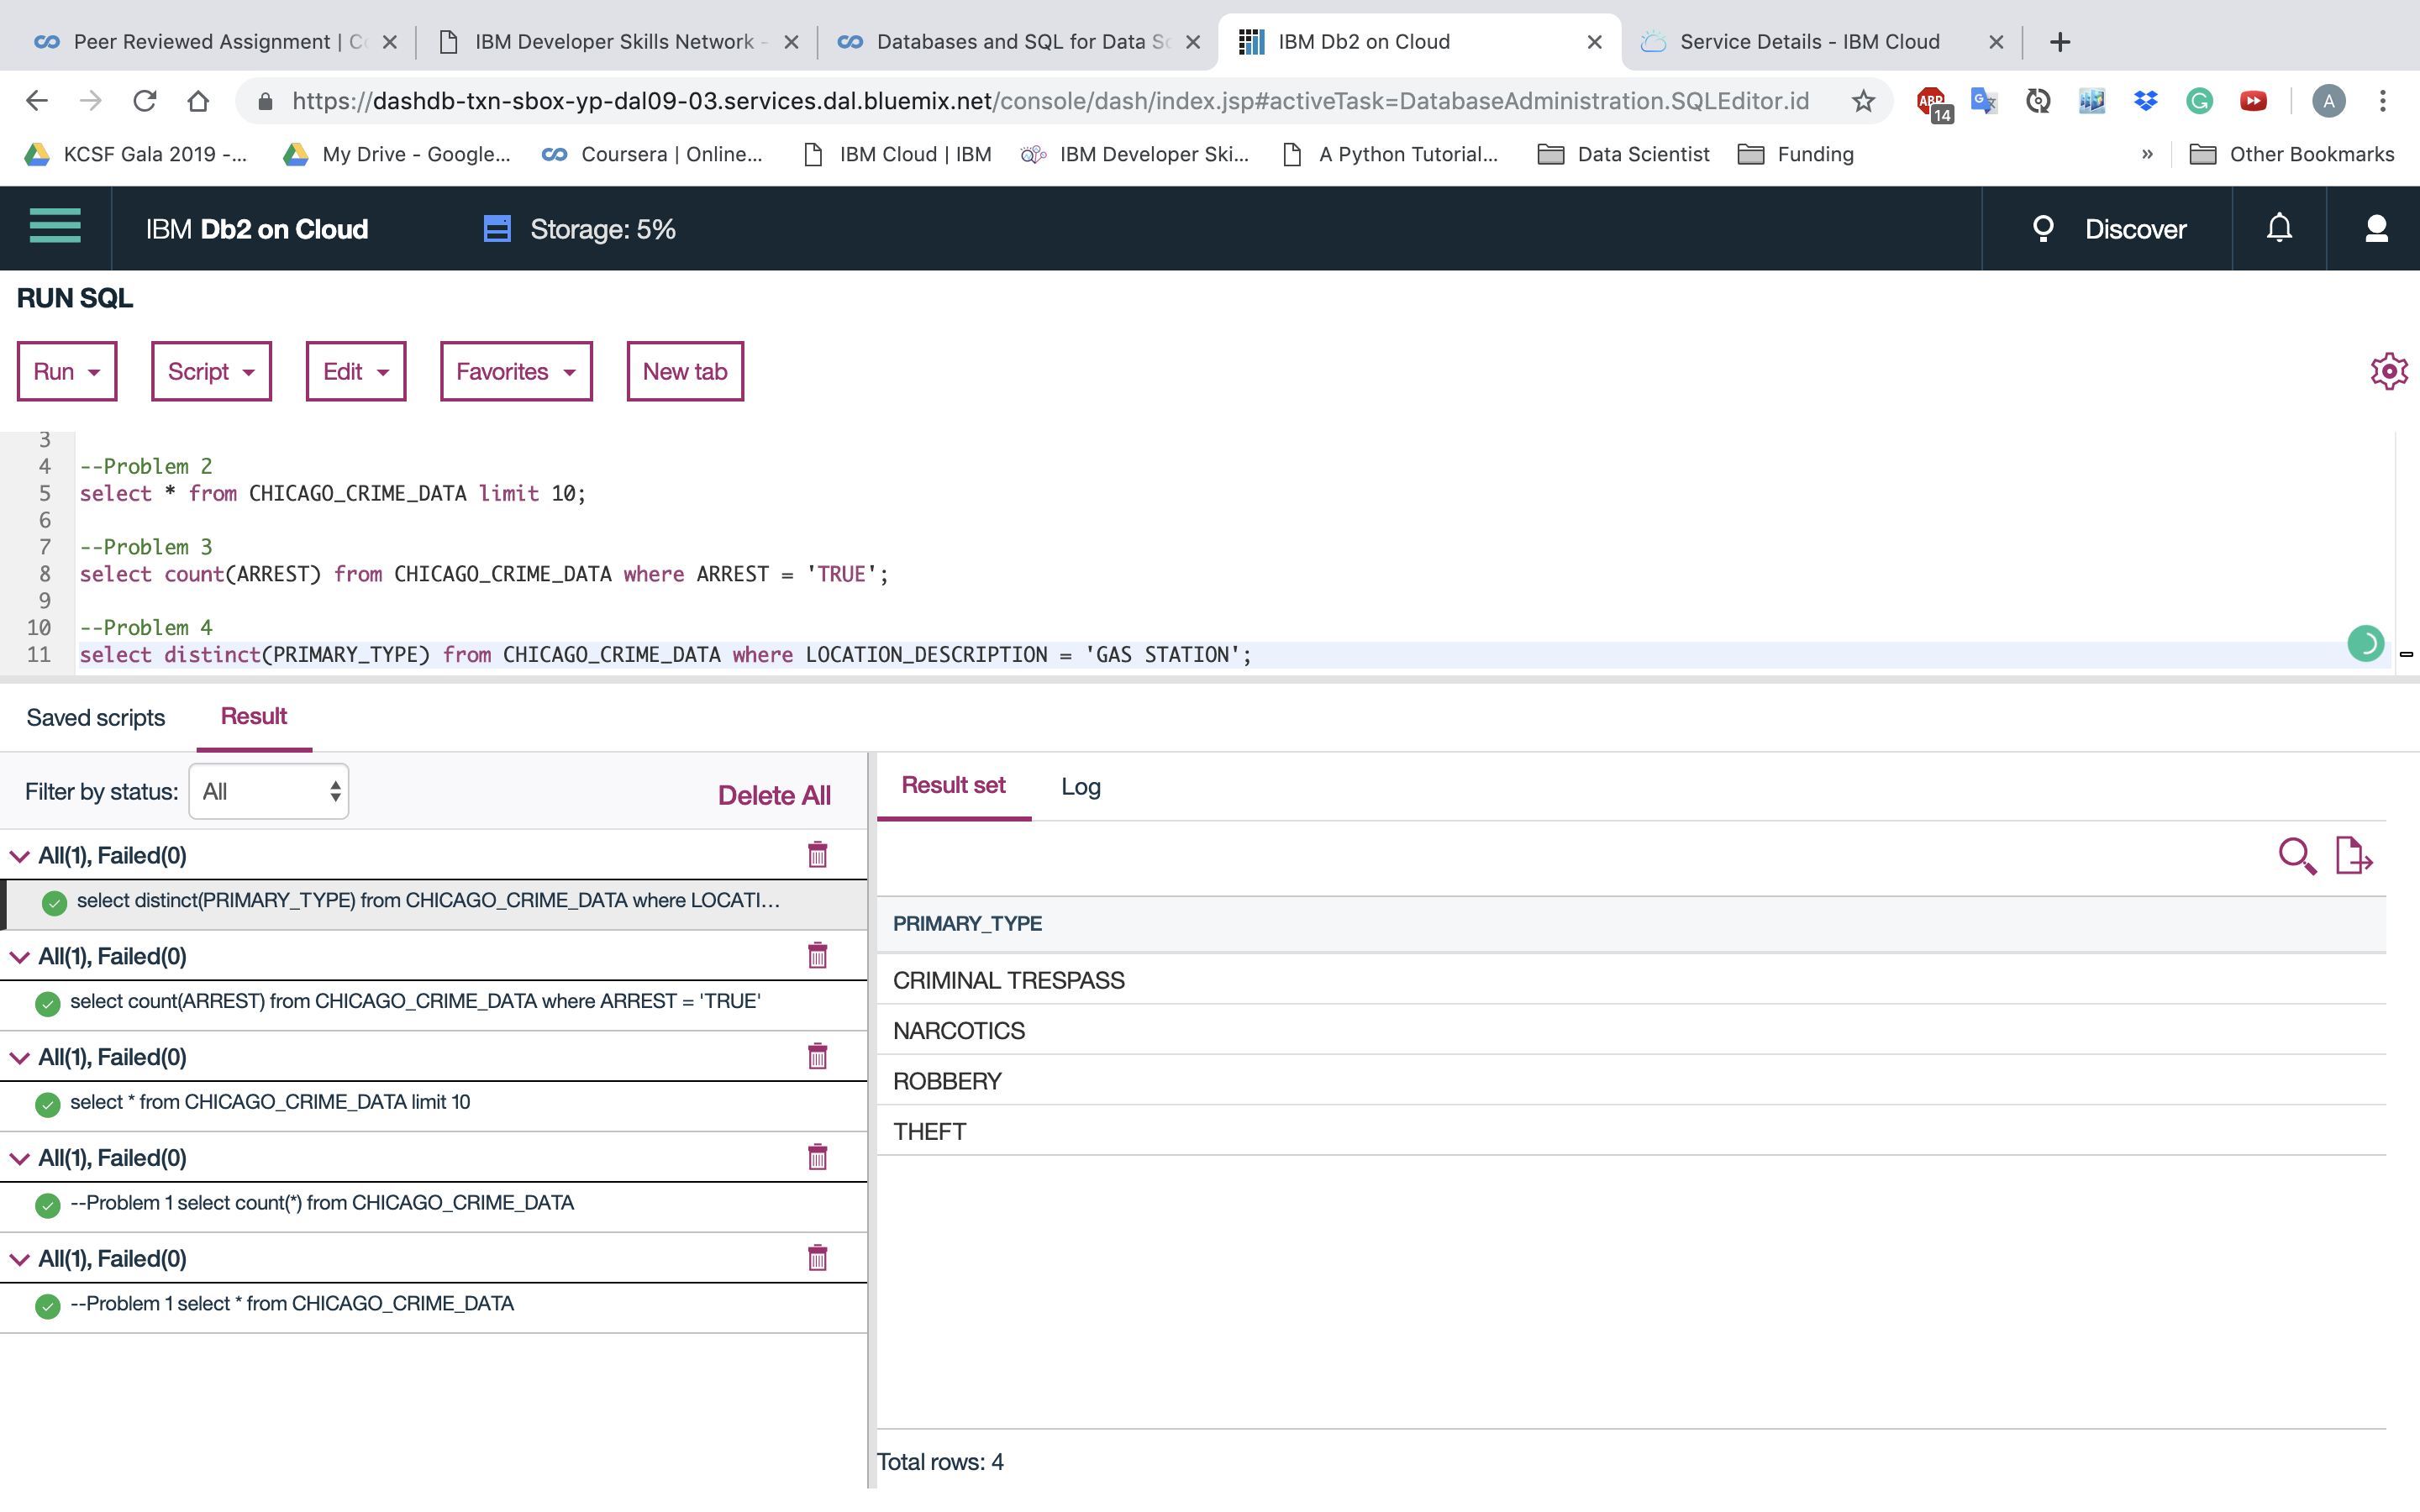 Peer Reviewed Assignment | Co
IBM Developer Skills Network -
Databases and SQL for Data Sc
IBM Db2 on Cloud
Service Details - IBM Cloud
https://dashdb-txn-sbox-yp-dal09-03.services.dal.bluemix.net/console/dash/index.jsp#activeTask=DatabaseAdministration.SQLEditor.id
ABP
14
G
A
KCSF Gala 2019 -...
My Drive - Google...
Coursera | Online...
IBM Cloud | IBM
IBM Developer Ski...
A Python Tutorial...
Data Scientist
Funding
»
Other Bookmarks
IBM Db2 on Cloud
Storage: 5%
Discover
RUN SQL
Run
Script
Edit
Favorites
New tab
3
4 --Problem 2
5 select * from CHICAGO_CRIME_DATA limit 10;
6
7 --Problem 3
8 select count(ARREST) from CHICAGO_CRIME_DATA where ARREST = 'TRUE';
9
10 --Problem 4
11 select distinct(PRIMARY_TYPE) from CHICAGO_CRIME_DATA where LOCATION_DESCRIPTION = 'GAS STATION';
Saved scripts
Result
Filter by status:
All
Delete All
All(1), Failed(0)
select distinct(PRIMARY_TYPE) from CHICAGO_CRIME_DATA where LOCATI...
All(1), Failed(0)
select count(ARREST) from CHICAGO_CRIME_DATA where ARREST = 'TRUE'
All(1), Failed(0)
select * from CHICAGO_CRIME_DATA limit 10
All(1), Failed(0)
--Problem 1 select count(*) from CHICAGO_CRIME_DATA
All(1), Failed(0)
--Problem 1 select * from CHICAGO_CRIME_DATA
Result set
Log
PRIMARY_TYPE
CRIMINAL TRESPASS
NARCOTICS
ROBBERY
THEFT
Total rows: 4